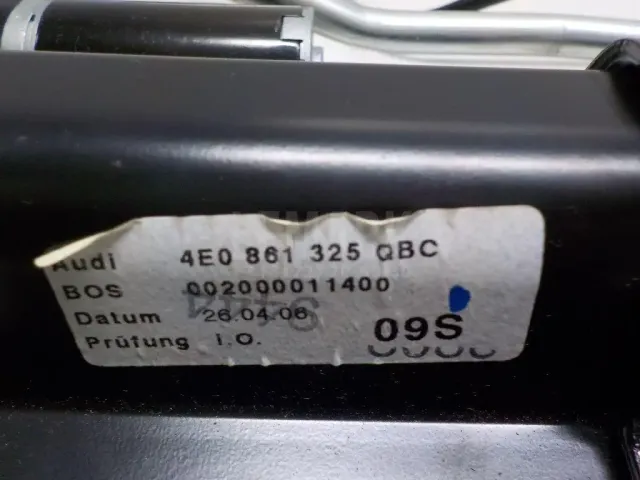 Audi 4E0 861 325 QBC
BOS 002000011400
Datum 26.04.06
Prüfung i.O. 09S